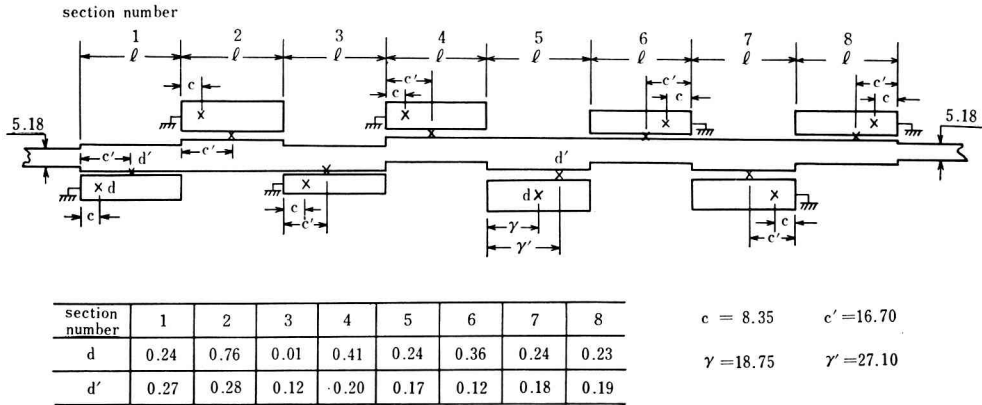 section number
1 2 3 4 5 6 7 8
ℓ ℓ ℓ ℓ ℓ ℓ ℓ ℓ
c c' c c' c' c c' c
5.18 5.18
c' d' c' d'
d d
c c c' γ γ' c c'
section number 1 2 3 4 5 6 7 8
d 0.24 0.76 0.01 0.41 0.24 0.36 0.24 0.23
d' 0.27 0.28 0.12 0.20 0.17 0.12 0.18 0.19
c = 8.35 c' =16.70
γ =18.75 γ' =27.10